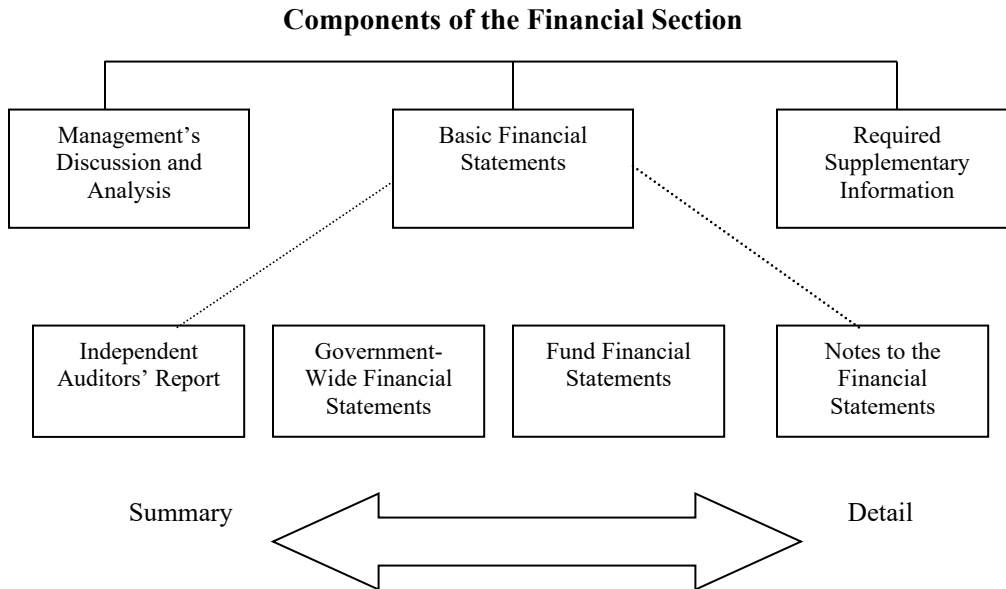 Components of the Financial Section
Management’s
Discussion and
Analysis
Basic Financial
Statements
Required
Supplementary
Information
Independent
Auditors’ Report
Government-
Wide Financial
Statements
Fund Financial
Statements
Notes to the
Financial
Statements
Summary
Detail